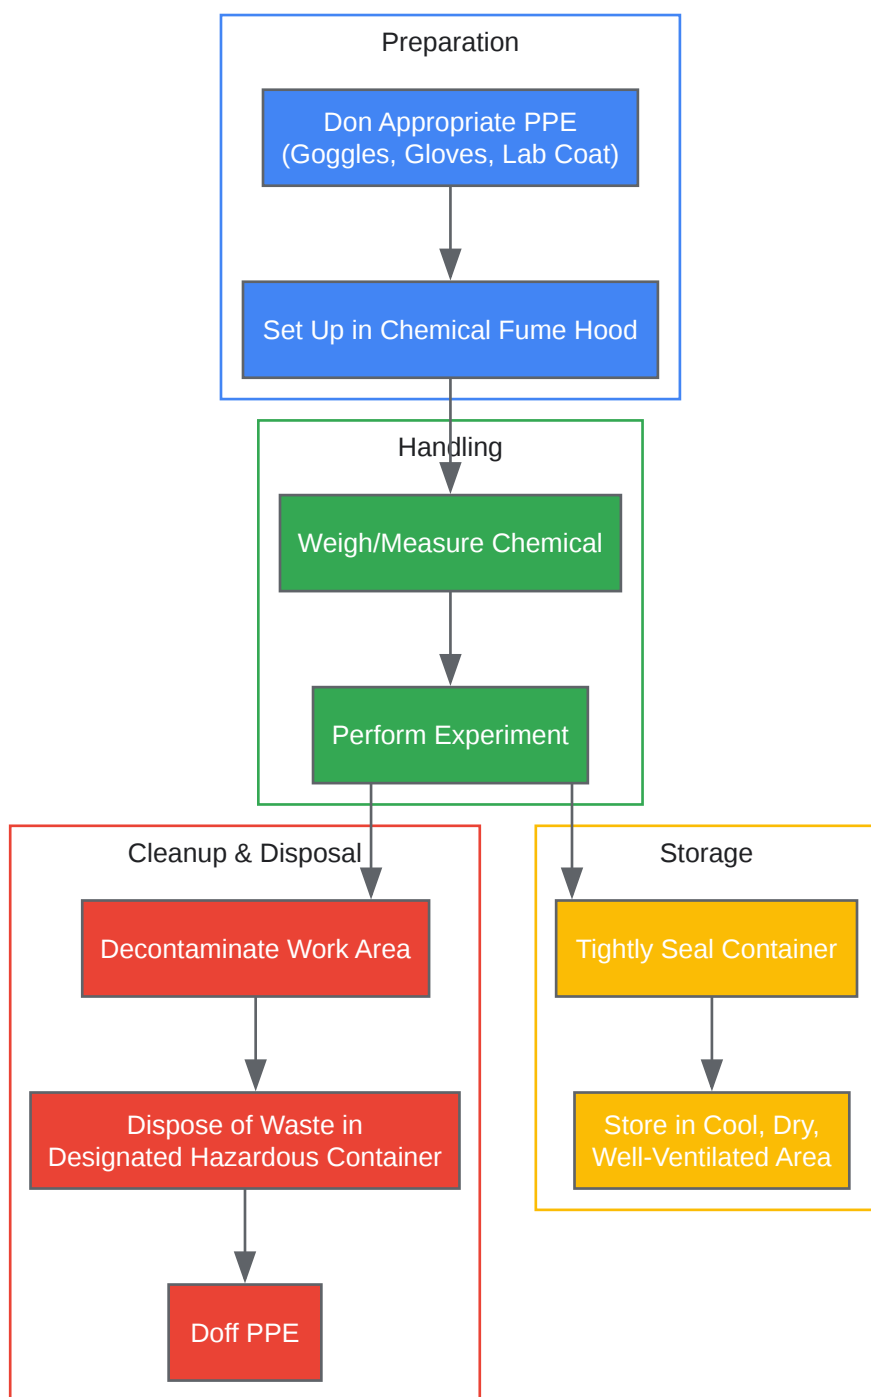 Preparation
Don Appropriate PPE
(Goggles, Gloves, Lab Coat)
Set Up in Chemical Fume Hood
Handling
Weigh/Measure Chemical
Perform Experiment
Cleanup & Disposal
Decontaminate Work Area
Dispose of Waste in
Designated Hazardous Container
Doff PPE
Storage
Tightly Seal Container
Store in Cool, Dry,
Well-Ventilated Area